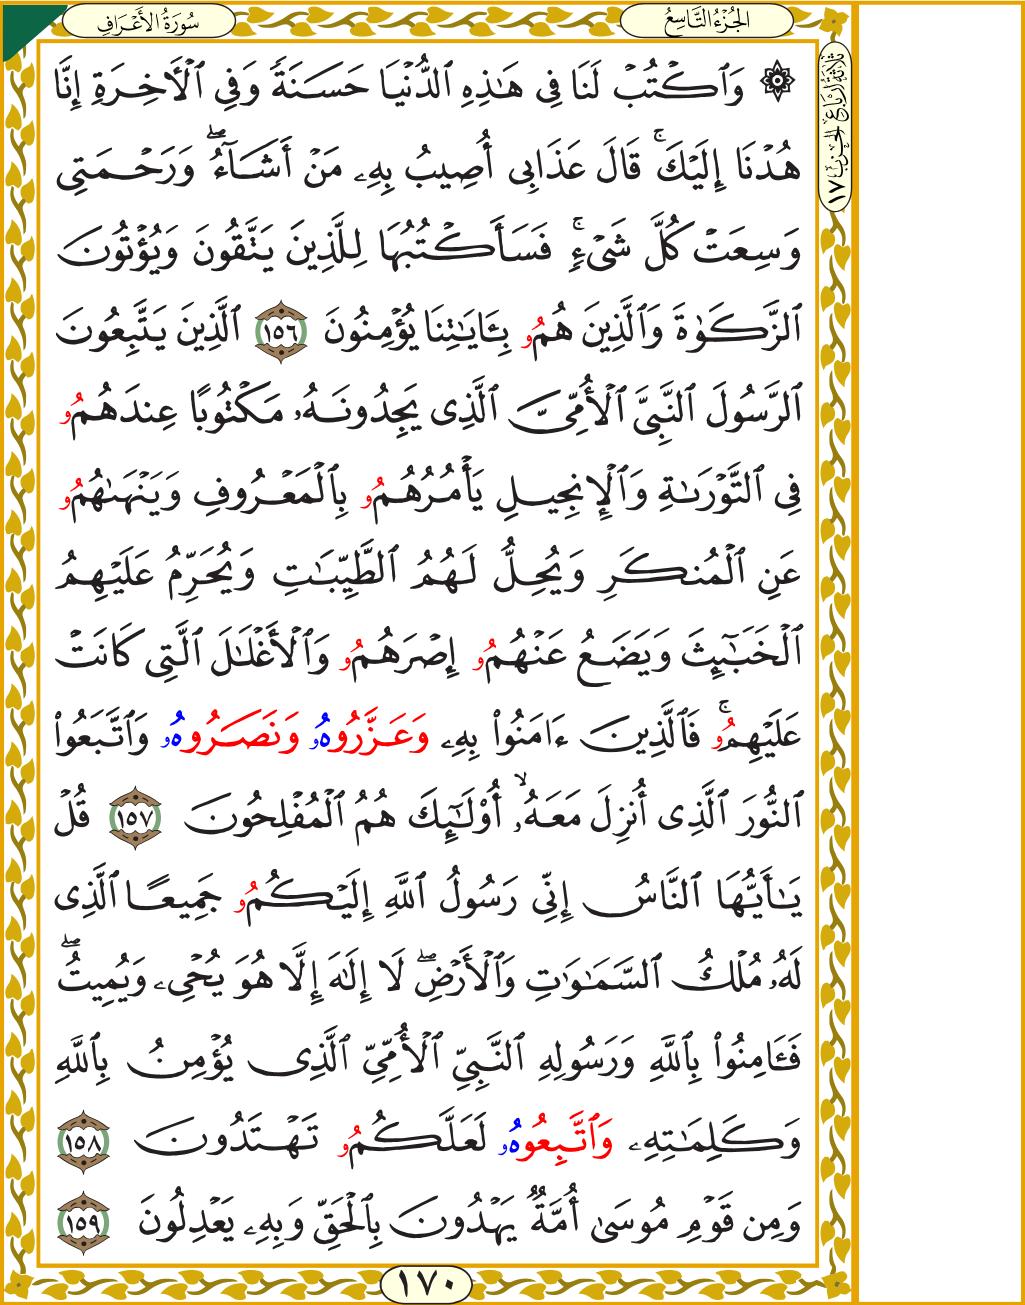 سُورَةُ الأَعْرَافِ
الجُزْءُ التَّاسِعُ
ثَلَاثَةُ أَرْبَاعِ الحِزْبِ ١٧
۞ وَٱكْتُبْ لَنَا فِى هَٰذِهِ ٱلدُّنْيَا حَسَنَةً وَفِى ٱلْأَخِرَةِ إِنَّا
هُدْنَا إِلَيْكَ ۚ قَالَ عَذَابِى أُصِيبُ بِهِۦ مَنْ أَشَآءُ ۖ وَرَحْمَتِى
وَسِعَتْ كُلَّ شَىْءٍ ۚ فَسَأَكْتُبُهَا لِلَّذِينَ يَتَّقُونَ وَيُؤْتُونَ
ٱلزَّكَوٰةَ وَٱلَّذِينَ هُمُۥ بِـَٔايَٰتِنَا يُؤْمِنُونَ ١٥٦ ٱلَّذِينَ يَتَّبِعُونَ
ٱلرَّسُولَ ٱلنَّبِىَّ ٱلْأُمِّىَّ ٱلَّذِى يَجِدُونَهُۥ مَكْتُوبًا عِندَهُمُۥ
فِى ٱلتَّوْرَىٰةِ وَٱلْإِنجِيلِ يَأْمُرُهُمُۥ بِٱلْمَعْرُوفِ وَيَنْهَىٰهُمُۥ
عَنِ ٱلْمُنكَرِ وَيُحِلُّ لَهُمُ ٱلطَّيِّبَٰتِ وَيُحَرِّمُ عَلَيْهِمُ
ٱلْخَبَٰٓئِثَ وَيَضَعُ عَنْهُمُۥ إِصْرَهُمُۥ وَٱلْأَغْلَٰلَ ٱلَّتِى كَانَتْ
عَلَيْهِمُۥ ۚ فَٱلَّذِينَ ءَامَنُوا۟ بِهِۦ وَعَزَّرُوهُۥ وَنَصَرُوهُۥ وَٱتَّبَعُوا۟
ٱلنُّورَ ٱلَّذِى أُنزِلَ مَعَهُۥ ۙ أُو۟لَٰٓئِكَ هُمُ ٱلْمُفْلِحُونَ ١٥٧ قُلْ
يَٰأَيُّهَا ٱلنَّاسُ إِنِّى رَسُولُ ٱللَّهِ إِلَيْكُمُۥ جَمِيعًا ٱلَّذِى
لَهُۥ مُلْكُ ٱلسَّمَٰوَٰتِ وَٱلْأَرْضِ ۖ لَا إِلَٰهَ إِلَّا هُوَ يُحْىِۦ وَيُمِيتُ ۖ
فَـَٔامِنُوا۟ بِٱللَّهِ وَرَسُولِهِ ٱلنَّبِىِّ ٱلْأُمِّىِّ ٱلَّذِى يُؤْمِنُ بِٱللَّهِ
وَكَلِمَٰتِهِۦ وَٱتَّبِعُوهُۥ لَعَلَّكُمُۥ تَهْتَدُونَ ١٥٨
وَمِن قَوْمِ مُوسَىٰ أُمَّةٌ يَهْدُونَ بِٱلْحَقِّ وَبِهِۦ يَعْدِلُونَ ١٥٩
١٧٠